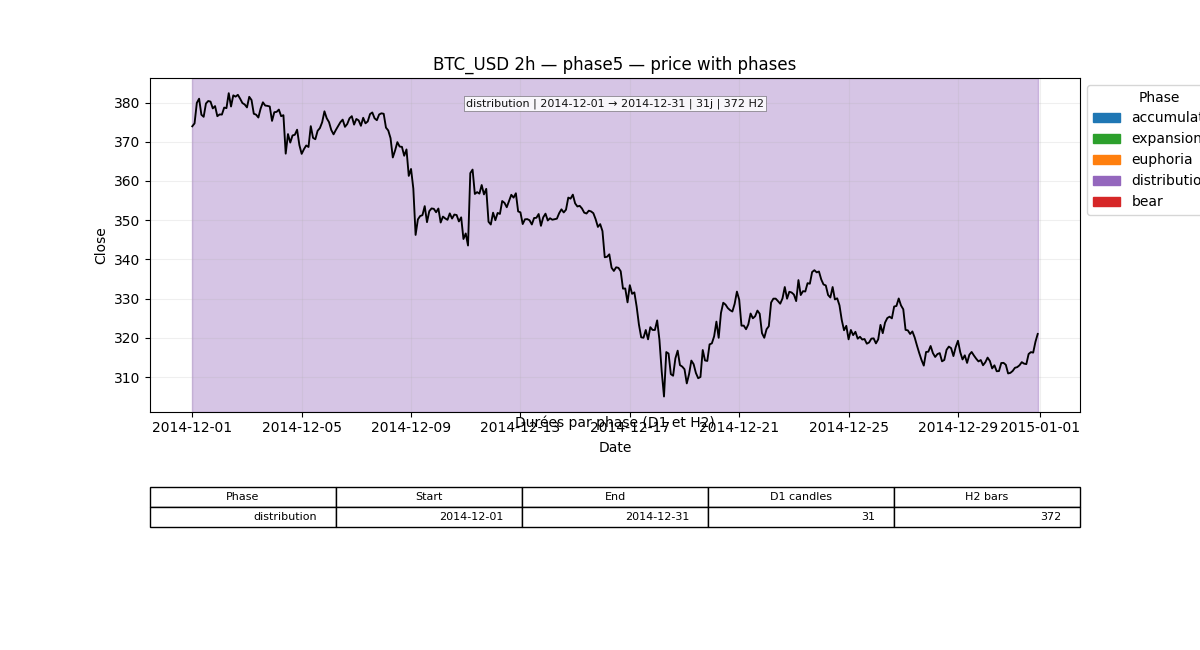 BTC_USD 2h — phase5 — price with phases
distribution | 2014-12-01 → 2014-12-31 | 31j | 372 H2
Phase
accumulat
expansion
euphoria
distributio
bear
Close
380
370
360
350
340
330
320
310
2014-12-01 2014-12-05 2014-12-09 2014-12-13 2014-12-17 2014-12-21 2014-12-25 2014-12-29 2015-01-01
Durées par phase (D1 et H2)
Date
Phase Start End D1 candles H2 bars
distribution 2014-12-01 2014-12-31 31 372